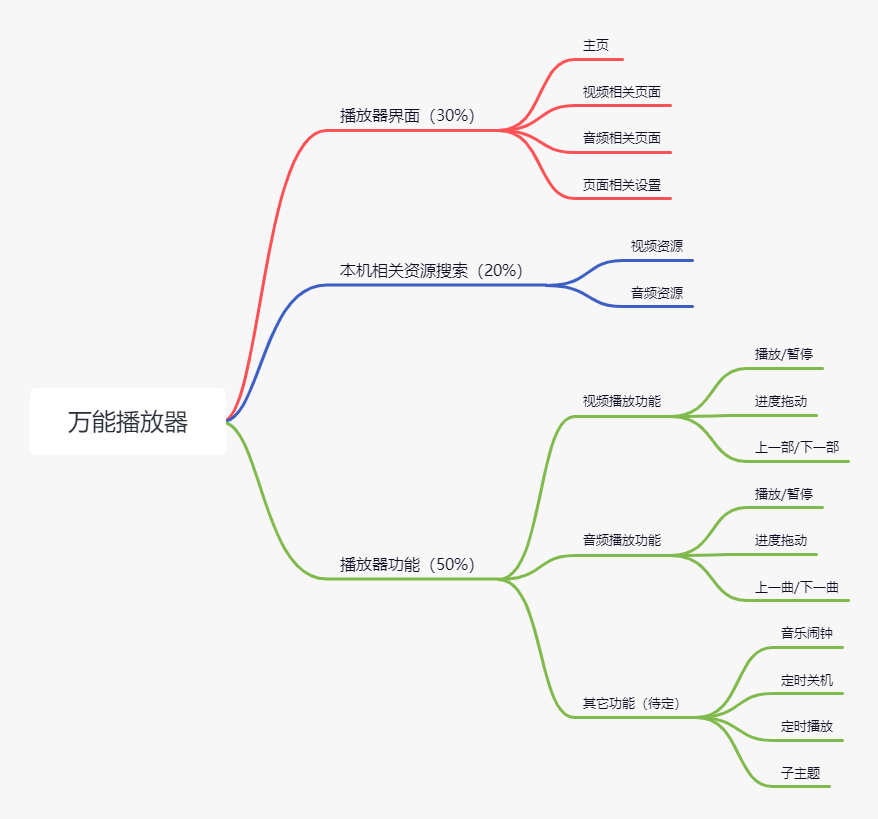 万能播放器
播放器界面（30%）
主页
视频相关页面
音频相关页面
页面相关设置
本机相关资源搜索（20%）
视频资源
音频资源
播放器功能（50%）
视频播放功能
播放/暂停
进度拖动
上一部/下一部
音频播放功能
播放/暂停
进度拖动
上一曲/下一曲
其它功能（待定）
音乐闹钟
定时关机
定时播放
子主题